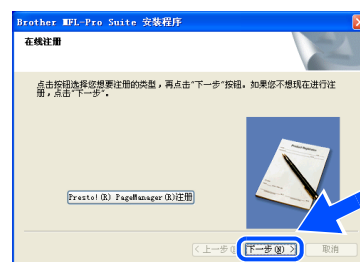 Brother MFL-Pro Suite 安装程序
在线注册
点击按钮选择您想要注册的类型，再点击"下一步"按钮。如果您不想现在进行注
册，点击"下一步"。
Presto!(R) PageManager(R)注册
< 上一步
下一步(N) >
取消